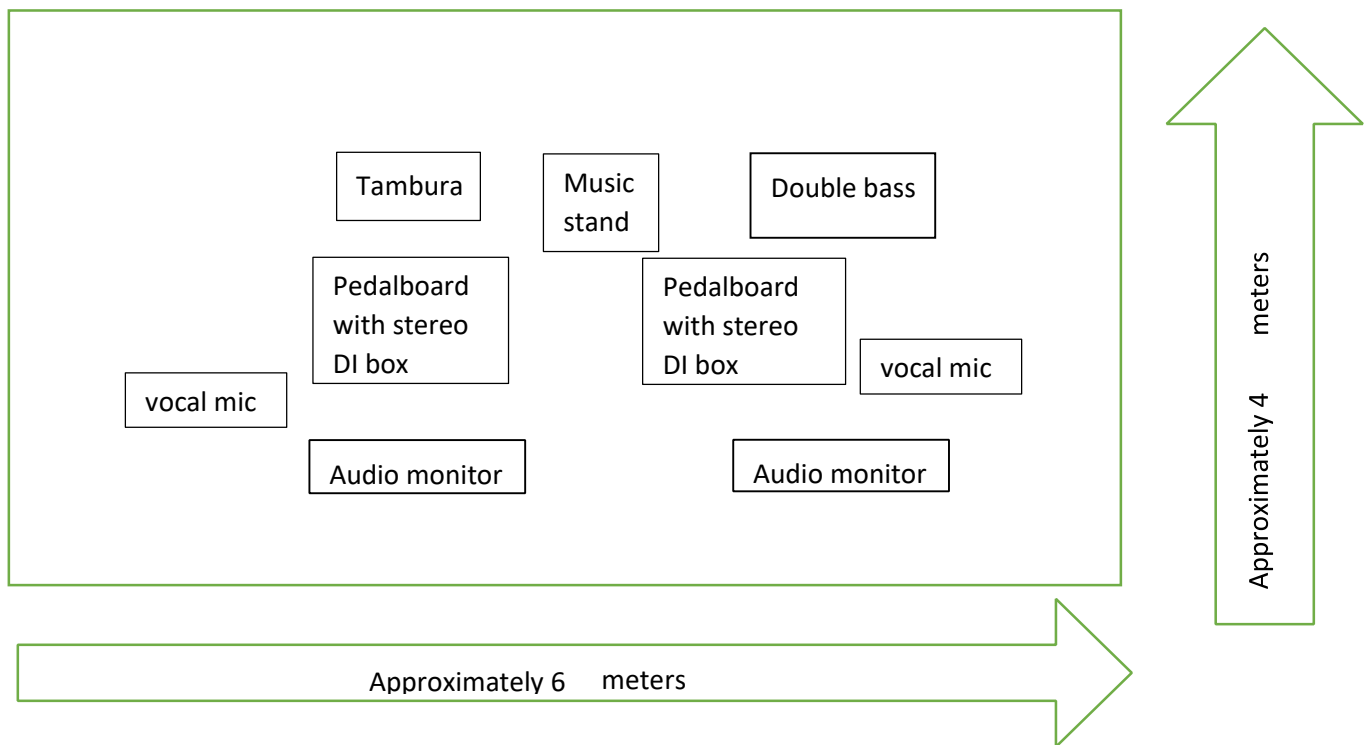 Tambura
Music
stand
Double bass
Pedalboard
with stereo
DI box
Pedalboard
with stereo
DI box
vocal mic
vocal mic
Audio monitor
Audio monitor
Approximately 4 meters
Approximately 6 meters